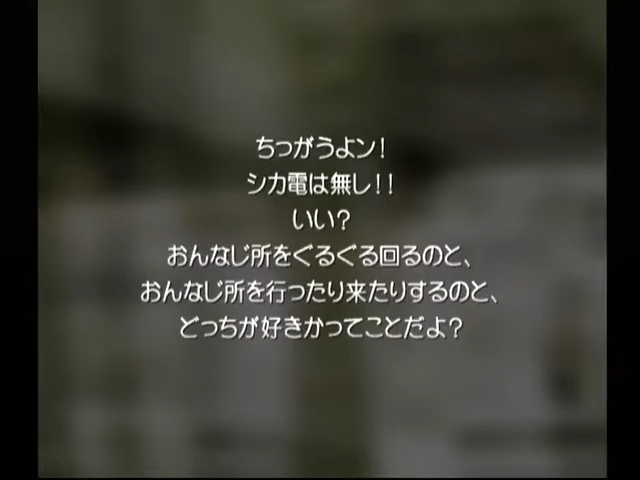 ちっがうよン!
シカ電は無し!!
いい?
おんなじ所をぐるぐる回るのと、
おんなじ所を行ったり来たりするのと、
どっちが好きかってことだよ?